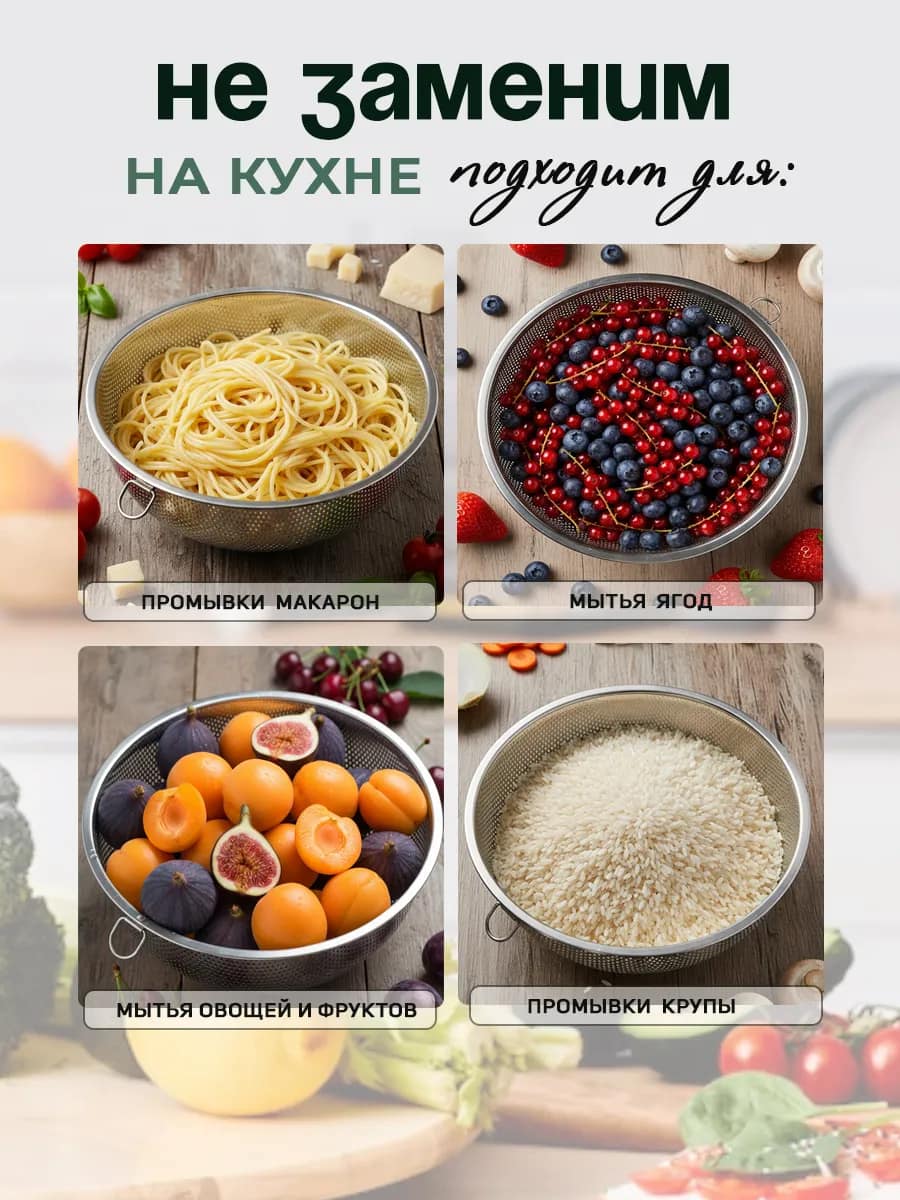 не заменим
НА КУХНЕ подходит для:
ПРОМЫВКИ МАКАРОН
МЫТЬЯ ЯГОД
МЫТЬЯ ОВОЩЕЙ И ФРУКТОВ
ПРОМЫВКИ КРУПЫ